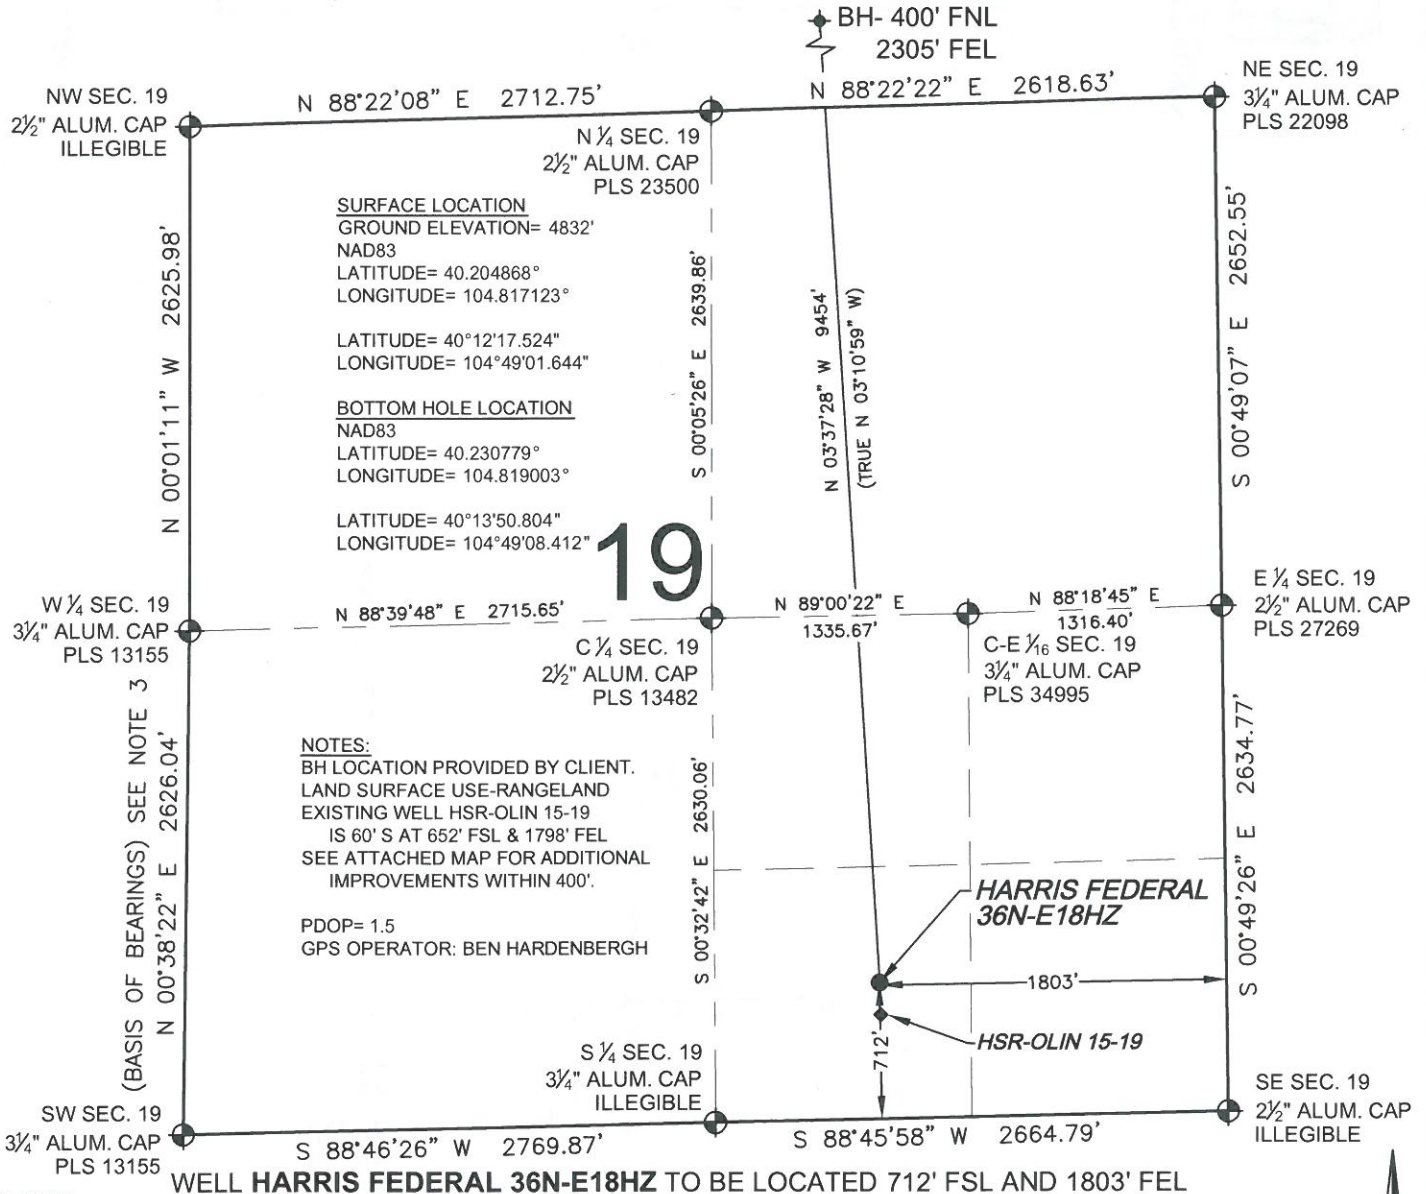 BH- 400' FNL
2305' FEL
NW SEC. 19
2½" ALUM. CAP
ILLEGIBLE
N 88°22'08" E 2712.75'
N 88°22'22" E 2618.63'
NE SEC. 19
3¼" ALUM. CAP
PLS 22098
N ¼ SEC. 19
2½" ALUM. CAP
PLS 23500
SURFACE LOCATION
GROUND ELEVATION= 4832'
NAD83
LATITUDE= 40.204868°
LONGITUDE= 104.817123°
LATITUDE= 40°12'17.524"
LONGITUDE= 104°49'01.644"
BOTTOM HOLE LOCATION
NAD83
LATITUDE= 40.230779°
LONGITUDE= 104.819003°
LATITUDE= 40°13'50.804"
LONGITUDE= 104°49'08.412"
N 00°01'11" W 2625.98'
S 00°05'26" E 2639.86'
N 03°37'28" W 9454'
(TRUE N 03°10'59" W)
S 00°49'07" E 2652.55'
19
W ¼ SEC. 19
3¼" ALUM. CAP
PLS 13155
N 88°39'48" E 2715.65'
N 89°00'22" E
1335.67'
N 88°18'45" E
1316.40'
E ¼ SEC. 19
2½" ALUM. CAP
PLS 27269
C ¼ SEC. 19
2½" ALUM. CAP
PLS 13482
C-E 1⁄16 SEC. 19
3¼" ALUM. CAP
PLS 34995
(BASIS OF BEARINGS) SEE NOTE 3
N 00°38'22" E 2626.04'
NOTES:
BH LOCATION PROVIDED BY CLIENT.
LAND SURFACE USE-RANGELAND
EXISTING WELL HSR-OLIN 15-19
IS 60' S AT 652' FSL & 1798' FEL
SEE ATTACHED MAP FOR ADDITIONAL
IMPROVEMENTS WITHIN 400'.
PDOP= 1.5
GPS OPERATOR: BEN HARDENBERGH
S 00°32'42" E 2630.06'
S 00°49'26" E 2634.77'
HARRIS FEDERAL
36N-E18HZ
1803'
HSR-OLIN 15-19
712'
S ¼ SEC. 19
3¼" ALUM. CAP
ILLEGIBLE
SW SEC. 19
3¼" ALUM. CAP
PLS 13155
S 88°46'26" W 2769.87'
S 88°45'58" W 2664.79'
SE SEC. 19
2½" ALUM. CAP
ILLEGIBLE
WELL HARRIS FEDERAL 36N-E18HZ TO BE LOCATED 712' FSL AND 1803' FEL